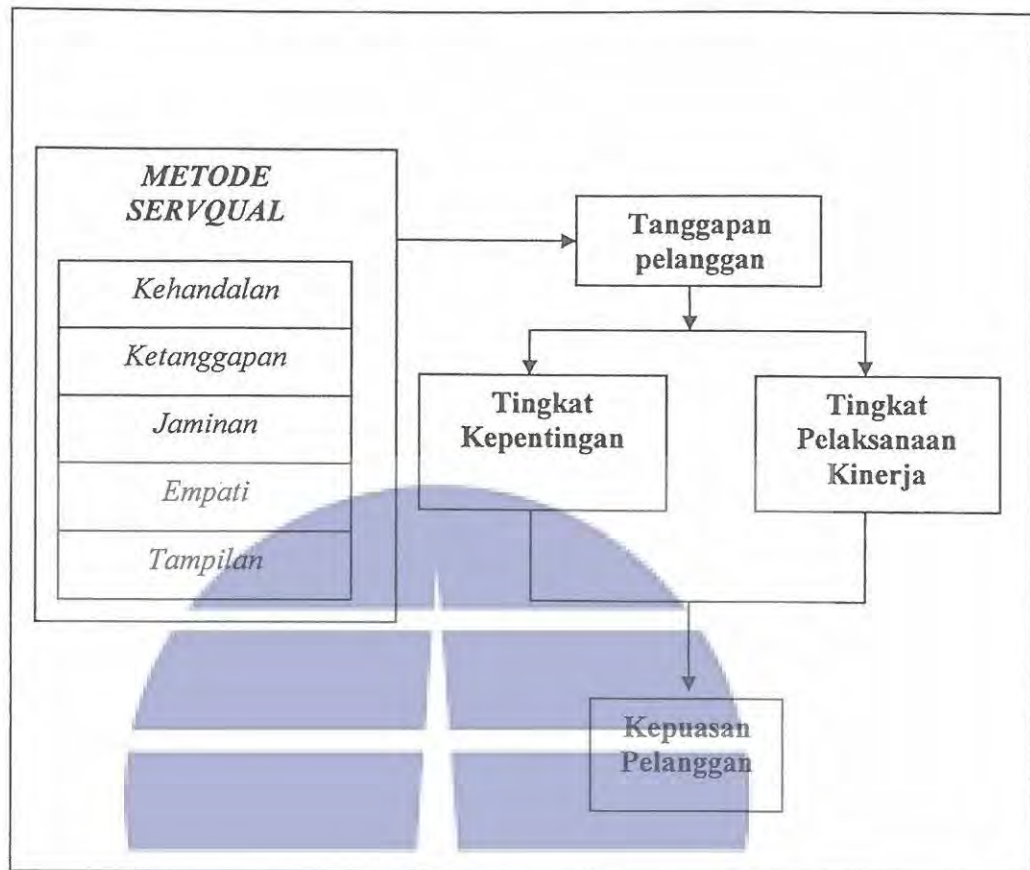 METODE
SERVQUAL
Kehandalan
Ketanggapan
Jaminan
Empati
Tampilan
Tanggapan
pelanggan
Tingkat
Kepentingan
Tingkat
Pelaksanaan
Kinerja
Kepuasan
Pelanggan